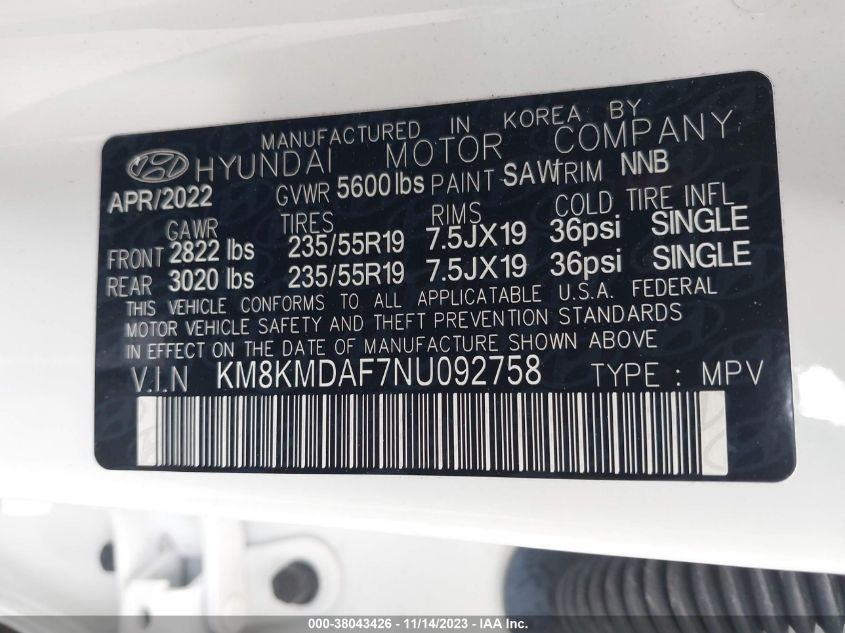 MANUFACTURED IN KOREA BY
HYUNDAI MOTOR COMPANY
APR/2022 GVWR 5600lbs PAINT SAW TRIM NNB
GAWR TIRES RIMS COLD TIRE INFL
FRONT 2822 lbs 235/55R19 7.5JX19 36psi SINGLE
REAR 3020 lbs 235/55R19 7.5JX19 36psi SINGLE
THIS VEHICLE CONFORMS TO ALL APPLICATABLE U.S.A. FEDERAL
MOTOR VEHICLE SAFETY AND THEFT PREVENTION STANDARDS
IN EFFECT ON THE DATE OF MANUFACTURE SHOWN ABOVE
V.I.N KM8KMDAF7NU092758 TYPE : MPV
000-38043426 - 11/14/2023 - IAA Inc.